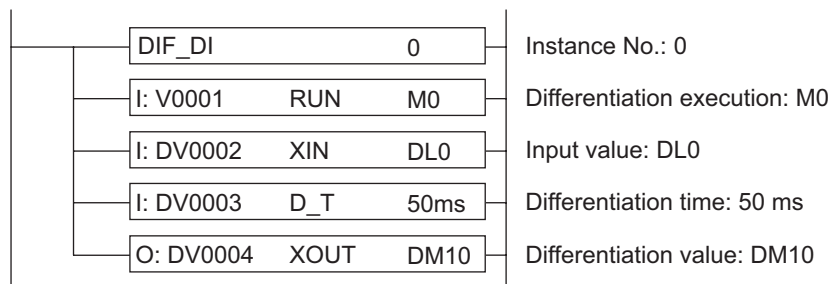 DIF_DI 0 Instance No.: 0
I: V0001 RUN M0 Differentiation execution: M0
I: DV0002 XIN DL0 Input value: DL0
I: DV0003 D_T 50ms Differentiation time: 50 ms
O: DV0004 XOUT DM10 Differentiation value: DM10